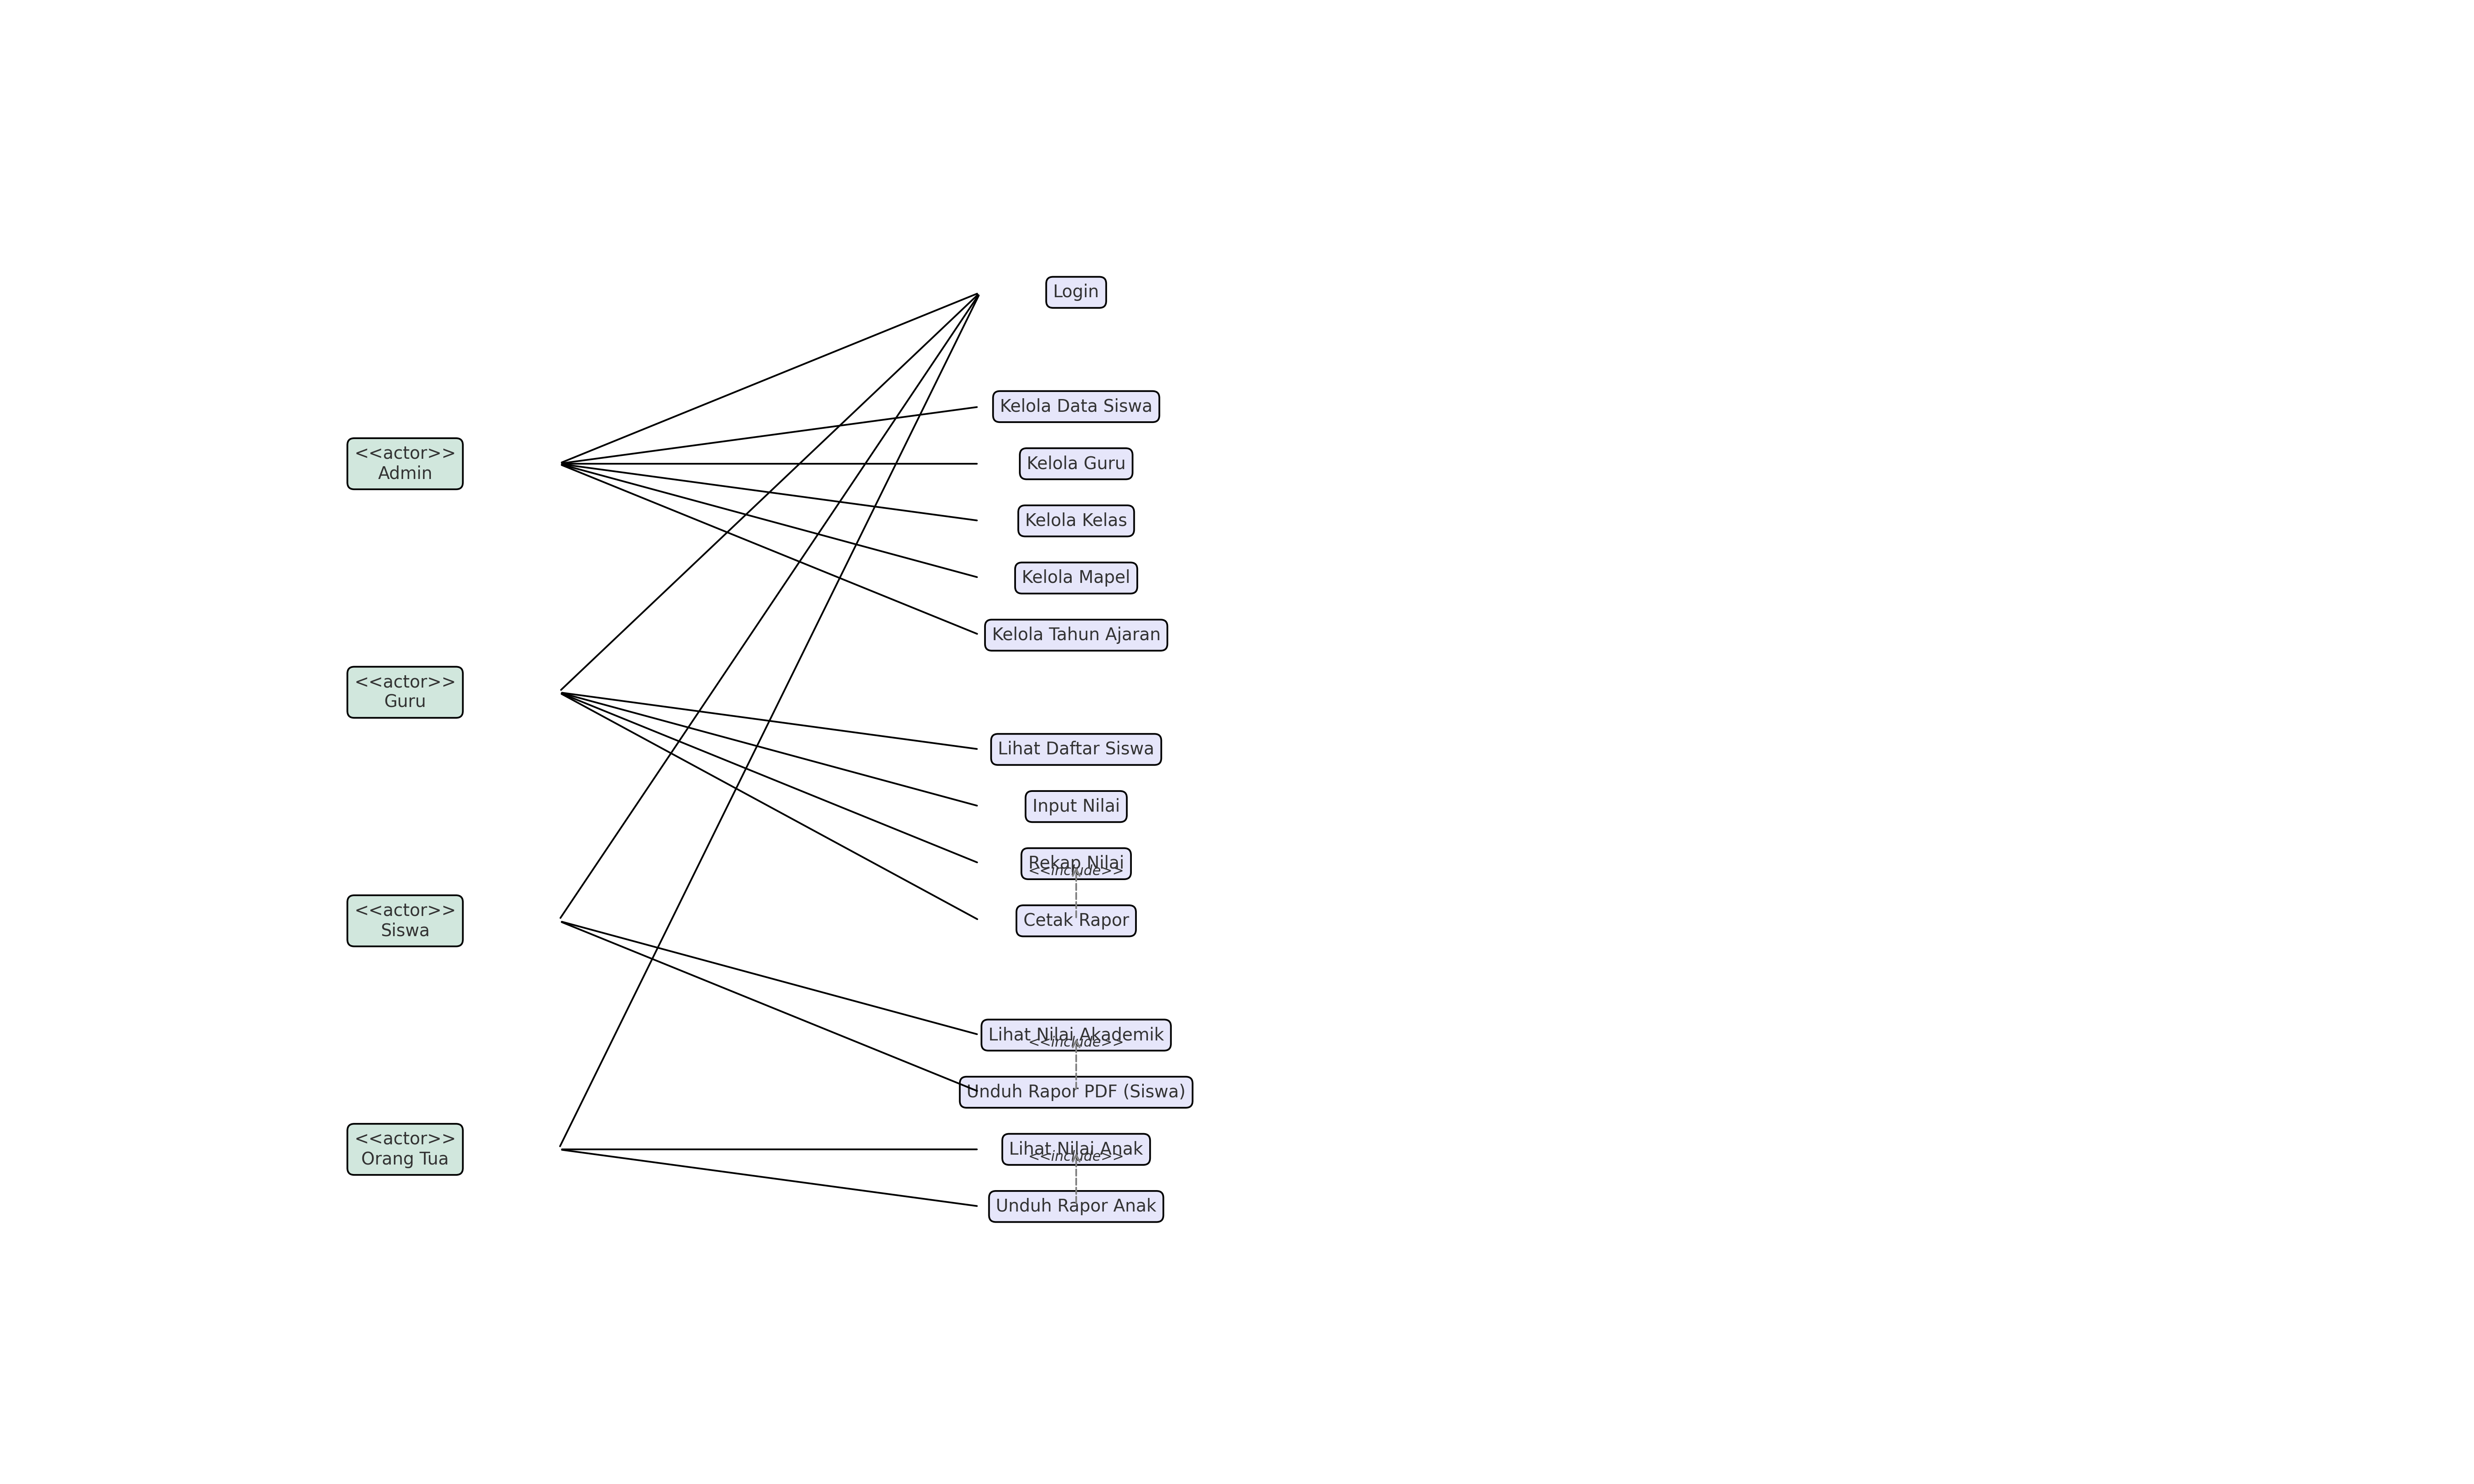 Login
Kelola Data Siswa
<<actor>>
Admin
Kelola Guru
Kelola Kelas
Kelola Mapel
Kelola Tahun Ajaran
<<actor>>
Guru
Lihat Daftar Siswa
Input Nilai
Rekap Nilai
<<include>>
<<actor>>
Siswa
Cetak Rapor
Lihat Nilai Akademik
<<include>>
Unduh Rapor PDF (Siswa)
<<actor>>
Orang Tua
Lihat Nilai Anak
<<include>>
Unduh Rapor Anak